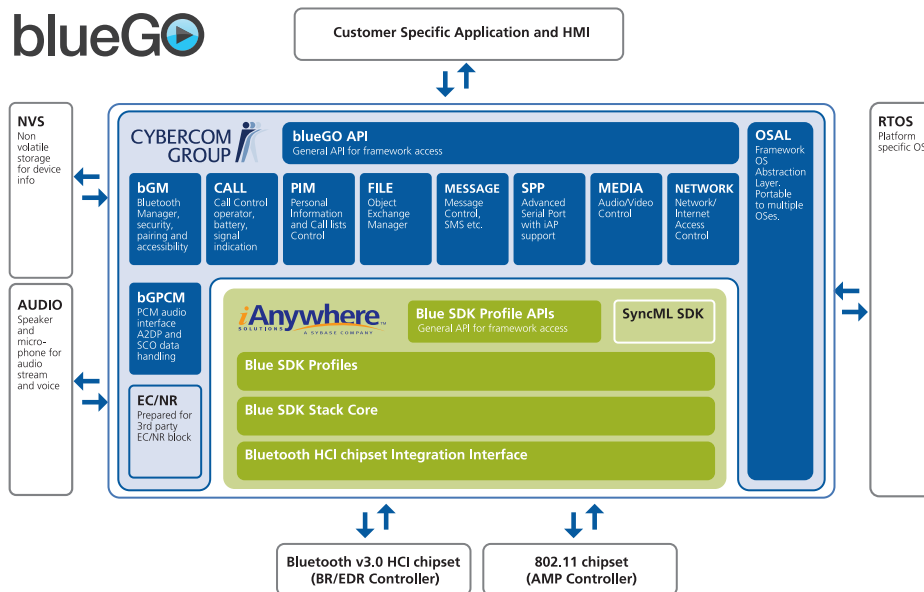 blueGO
Customer Specific Application and HMI
NVS
Non
volatile
storage
for device
info
CYBERCOM
GROUP
blueGO API
General API for framework access
OSAL
Framework
OS
Abstraction
Layer.
Portable
to multiple
OSes.
RTOS
Platform
specific OS
bGM
Bluetooth
Manager,
security,
pairing and
accessibility
CALL
Call Control
operator,
battery,
signal
indication
PIM
Personal
Information
and Call lists
Control
FILE
Object
Exchange
Manager
MESSAGE
Message
Control,
SMS etc.
SPP
Advanced
Serial Port
with iAP
support
MEDIA
Audio/Video
Control
NETWORK
Network/
Internet
Access
Control
AUDIO
Speaker
and
micro-
phone for
audio
stream
and voice
bGPCM
PCM audio
interface
A2DP and
SCO data
handling
EC/NR
Prepared for
3rd party
EC/NR block
iAnywhere™
SOLUTIONS
A SYBASE COMPANY
Blue SDK Profile APIs
General API for framework access
SyncML SDK
Blue SDK Profiles
Blue SDK Stack Core
Bluetooth HCI chipset Integration Interface
Bluetooth v3.0 HCI chipset
(BR/EDR Controller)
802.11 chipset
(AMP Controller)